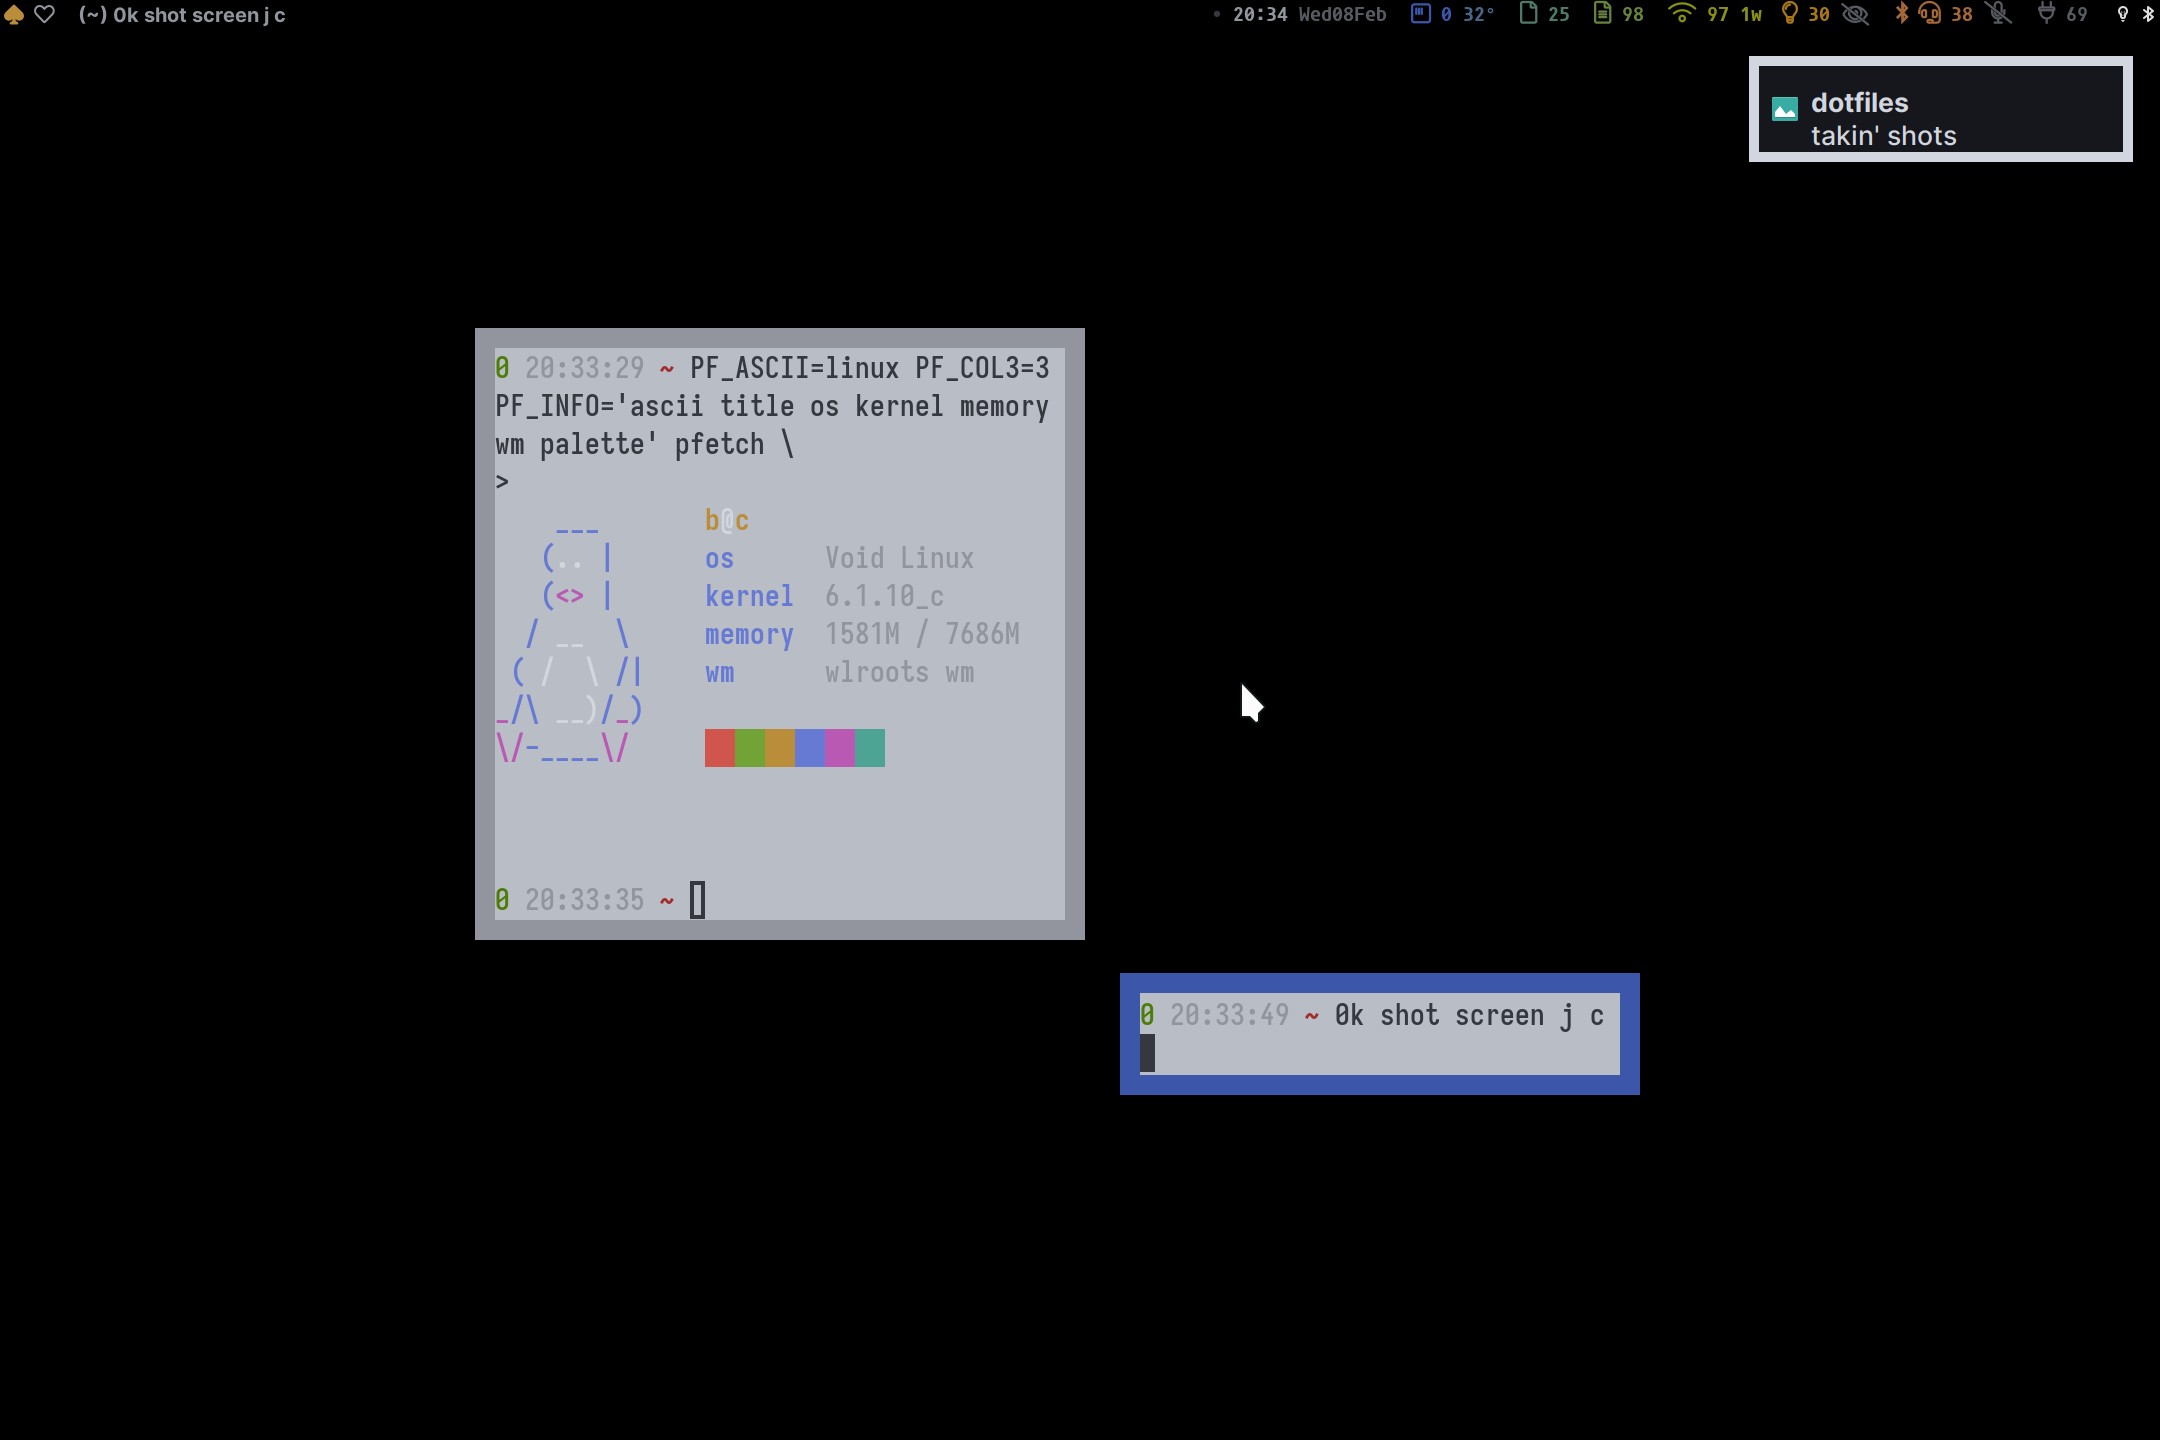 (~) 0k shot screen j c
20:34 Wed08Feb 0 32° 25 98 97 1w 30 38 69
dotfiles
takin' shots
0 20:33:29 ~ PF_ASCII=linux PF_COL3=3
PF_INFO='ascii title os kernel memory
wm palette' pfetch \
>
b@c
os Void Linux
kernel 6.1.10_c
memory 1581M / 7686M
wm wlroots wm
0 20:33:35 ~
0 20:33:49 ~ 0k shot screen j c